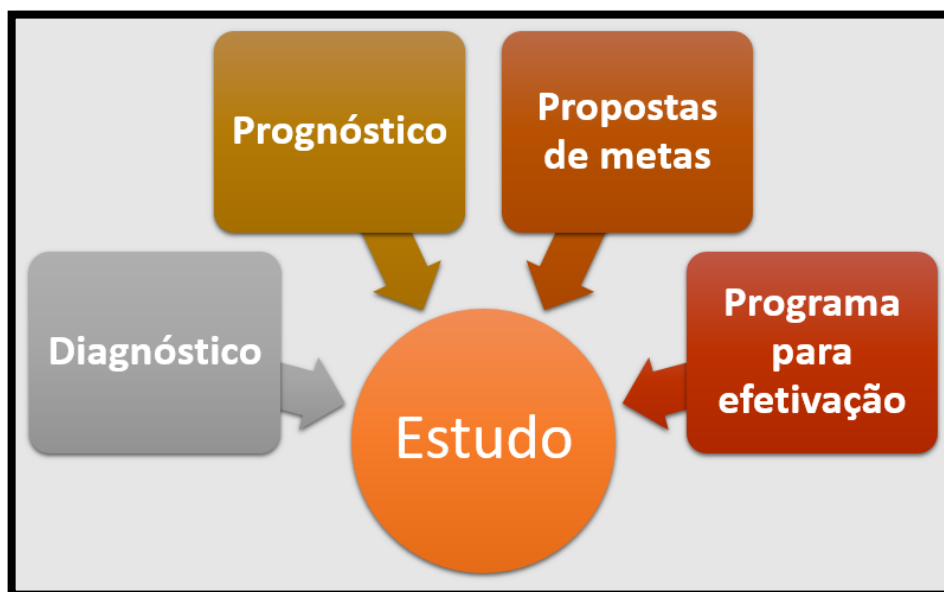 Prognóstico
Propostas
de metas
Diagnóstico
Programa
para
efetivação
Estudo